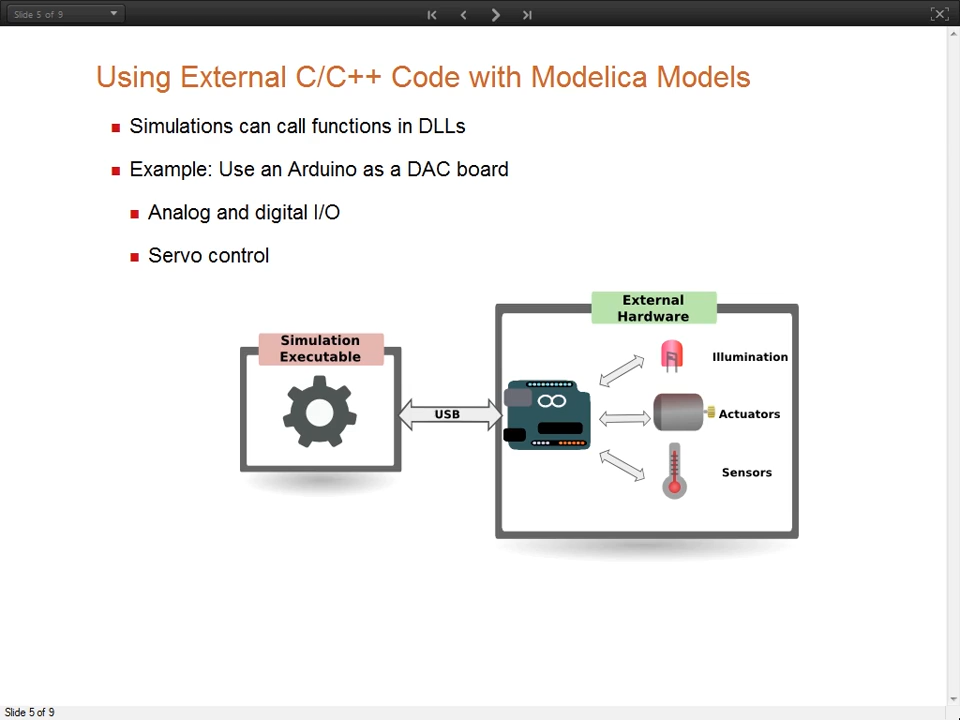 Slide 5 of 9
Using External C/C++ Code with Modelica Models
Simulations can call functions in DLLs
Example: Use an Arduino as a DAC board
Analog and digital I/O
Servo control
External
Hardware
Simulation
Executable
Illumination
USB
Actuators
Sensors
Slide 5 of 9